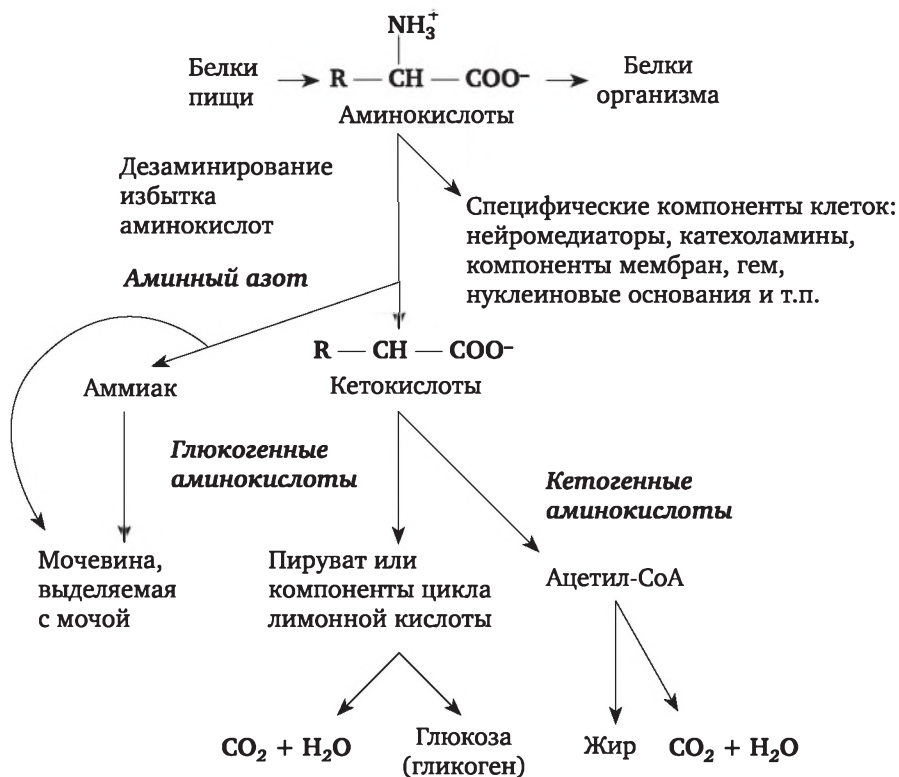 NH₃⁺
Белки
пищи
R — CH — COO⁻
Белки
организма
Аминокислоты
Дезаминирование
избытка
аминокислот
Специфические компоненты клеток:
нейромедиаторы, катехоламины,
компоненты мембран, гем,
нуклеиновые основания и т.п.
Аминный азот
R — CH — COO⁻
Кетокислоты
Аммиак
Глюкогенные
аминокислоты
Кетогенные
аминокислоты
Мочевина,
выделяемая
с мочой
Пируват или
компоненты цикла
лимонной кислоты
Ацетил-CoA
CO₂ + H₂O
Глюкоза
(гликоген)
Жир
CO₂ + H₂O